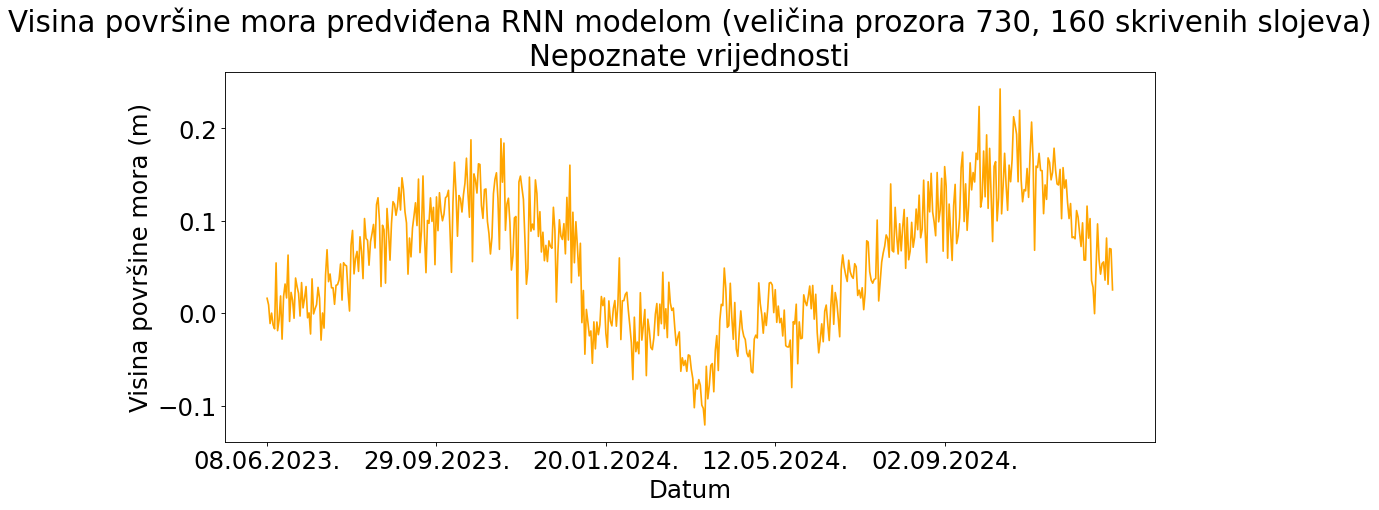 Visina površine mora predviđena RNN modelom (veličina prozora 730, 160 skrivenih slojeva)
Nepoznate vrijednosti
Visina površine mora (m)
0.2
0.1
0.0
−0.1
08.06.2023. 29.09.2023. 20.01.2024. 12.05.2024. 02.09.2024.
Datum